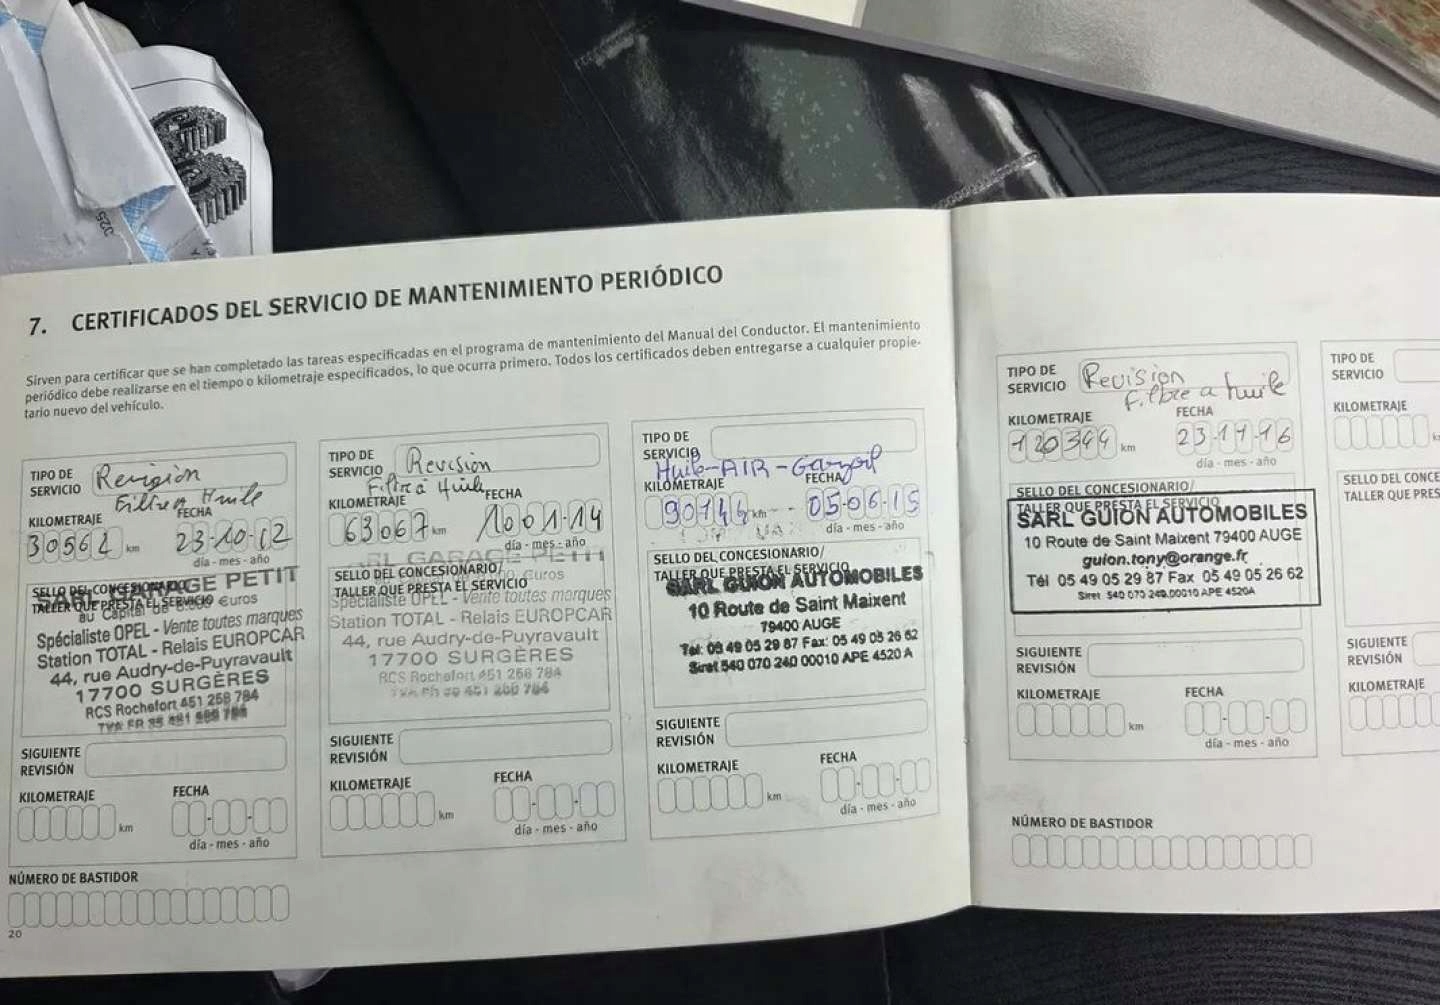 7. CERTIFICADOS DEL SERVICIO DE MANTENIMIENTO PERIÓDICO
Sirven para certificar que se han completado las tareas especificadas en el programa de mantenimiento del Manual del Conductor. El mantenimiento
periódico debe realizarse en el tiempo o kilometraje especificados, lo que ocurra primero. Todos los certificados deben entregarse a cualquier propie-
tario nuevo del vehículo.
TIPO DE
SERVICIO
Revision
Filtre a Huile
KILOMETRAJE
FECHA
km
23-10-12
día - mes - año
SELLO DEL CONCESIONARIO/
TALLER QUE PRESTA EL SERVICIO
SARL GARAGE PETIT
au Capital de Euros
Spécialiste OPEL - Vente toutes marques
Station TOTAL - Relais EUROPCAR
44, rue Audry-de-Puyravault
17700 SURGÈRES
RCS Rochefort 451 258 784
SIGUIENTE
REVISIÓN
KILOMETRAJE
FECHA
km
día - mes - año
NÚMERO DE BASTIDOR
20
TIPO DE
SERVICIO
Revision
Filtre à Huile
KILOMETRAJE
FECHA
63067 km
10 01-14
día - mes - año
SELLO DEL CONCESIONARIO/
TALLER QUE PRESTA EL SERVICIO
GARAGE PETIT
Euros
Spécialiste OPEL - Vente toutes marques
Station TOTAL - Relais EUROPCAR
44, rue Audry-de-Puyravault
17700 SURGÈRES
RCS Rochefort 451 258 784
SIGUIENTE
REVISIÓN
KILOMETRAJE
FECHA
km
día - mes - año
TIPO DE
SERVICIO
Huile-AIR-Gazoil
KILOMETRAJE
FECHA
km
05-06-15
día - mes - año
SELLO DEL CONCESIONARIO/
TALLER QUE PRESTA EL SERVICIO
SARL GUION AUTOMOBILES
10 Route de Saint Maixent
79400 AUGE
Tél: 05 49 05 29 87 Fax: 05 49 05 26 62
Siret 540 070 240 00010 APE 4520 A
SIGUIENTE
REVISIÓN
KILOMETRAJE
FECHA
km
día - mes - año
TIPO DE
SERVICIO
Revision
Filtre a huile
KILOMETRAJE
FECHA
120344 km
23-11-16
día - mes - año
SELLO DEL CONCESIONARIO/
TALLER QUE PRESTA EL SERVICIO
SARL GUION AUTOMOBILES
10 Route de Saint Maixent 79400 AUGE
guion.tony@orange.fr
Tél 05 49 05 29 87 Fax 05 49 05 26 62
Siret 540 070 240 00010 APE 4520A
SIGUIENTE
REVISIÓN
KILOMETRAJE
FECHA
km
día - mes - año
NÚMERO DE BASTIDOR
TIPO DE
SERVICIO
KILOMETRAJE
SELLO DEL CONCE
TALLER QUE PRES
SIGUIENTE
REVISIÓN
KILOMETRAJE